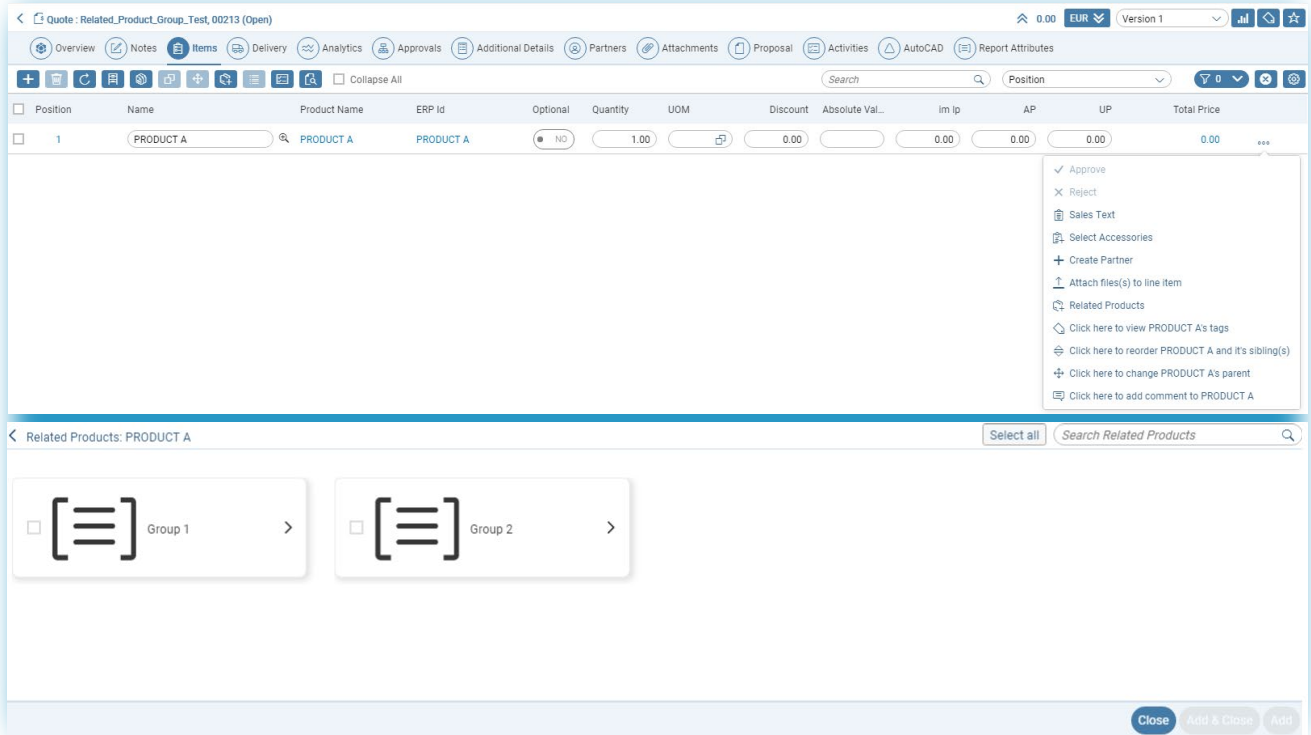 Quote : Related_Product_Group_Test, 00213 (Open) 0.00 EUR Version 1
Overview Notes Items Delivery Analytics Approvals Additional Details Partners Attachments Proposal Activities AutoCAD Report Attributes
Collapse All Search Position 0
Position Name Product Name ERP Id Optional Quantity UOM Discount Absolute Val... im lp AP UP Total Price
1 PRODUCT A PRODUCT A PRODUCT A NO 1.00 0.00 0.00 0.00 0.00 0.00
Approve
Reject
Sales Text
Select Accessories
Create Partner
Attach files(s) to line item
Related Products
Click here to view PRODUCT A's tags
Click here to reorder PRODUCT A and it's sibling(s)
Click here to change PRODUCT A's parent
Click here to add comment to PRODUCT A
Related Products: PRODUCT A Select all Search Related Products
Group 1 Group 2
Close Add & Close Add